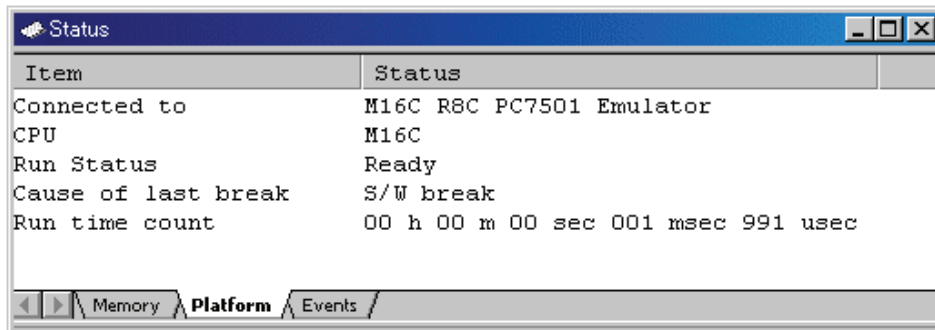 Status
Item Status
Connected to M16C R8C PC7501 Emulator
CPU M16C
Run Status Ready
Cause of last break S/W break
Run time count 00 h 00 m 00 sec 001 msec 991 usec
Memory Platform Events